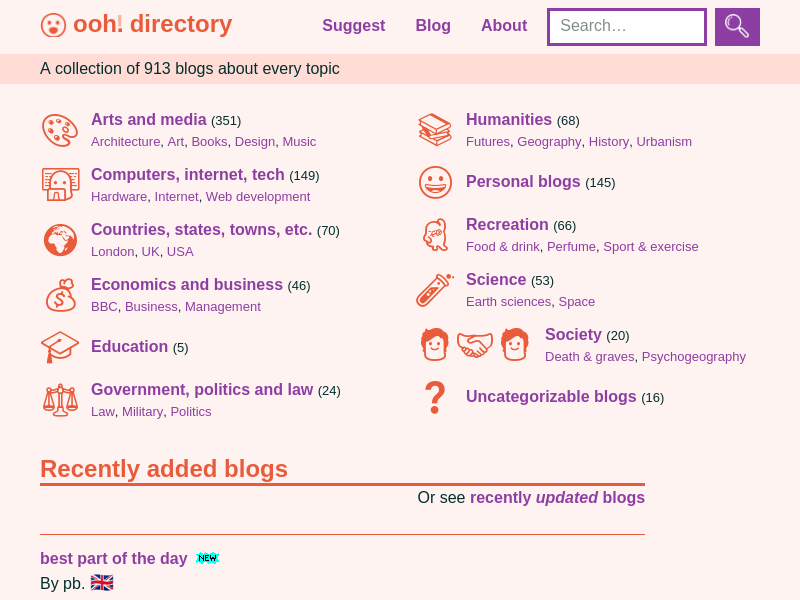 ooh! directory
Suggest Blog About Search…
A collection of 913 blogs about every topic
Arts and media (351)
Architecture, Art, Books, Design, Music
Computers, internet, tech (149)
Hardware, Internet, Web development
Countries, states, towns, etc. (70)
London, UK, USA
Economics and business (46)
BBC, Business, Management
Education (5)
Government, politics and law (24)
Law, Military, Politics
Humanities (68)
Futures, Geography, History, Urbanism
Personal blogs (145)
Recreation (66)
Food & drink, Perfume, Sport & exercise
Science (53)
Earth sciences, Space
Society (20)
Death & graves, Psychogeography
Uncategorizable blogs (16)
Recently added blogs
Or see recently updated blogs
best part of the day NEW
By pb. 🇬🇧